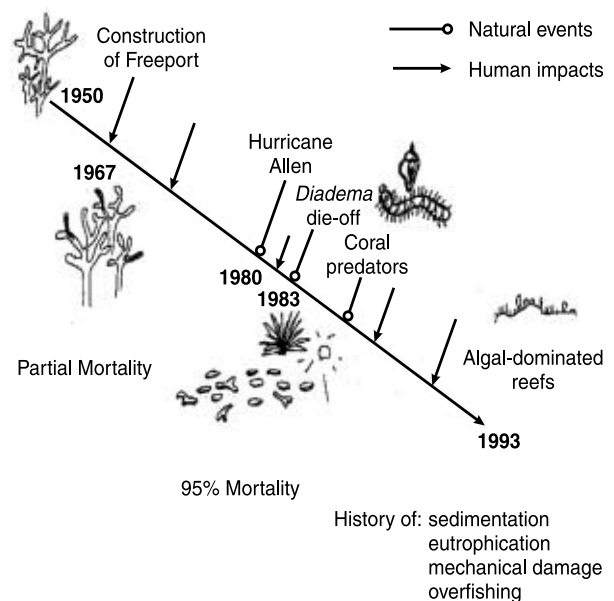 Natural events
Human impacts
Construction
of Freeport
1950
1967
Hurricane
Allen
Diadema
die-off
Coral
predators
1980
1983
Partial Mortality
Algal-dominated
reefs
1993
95% Mortality
History of: sedimentation
eutrophication
mechanical damage
overfishing